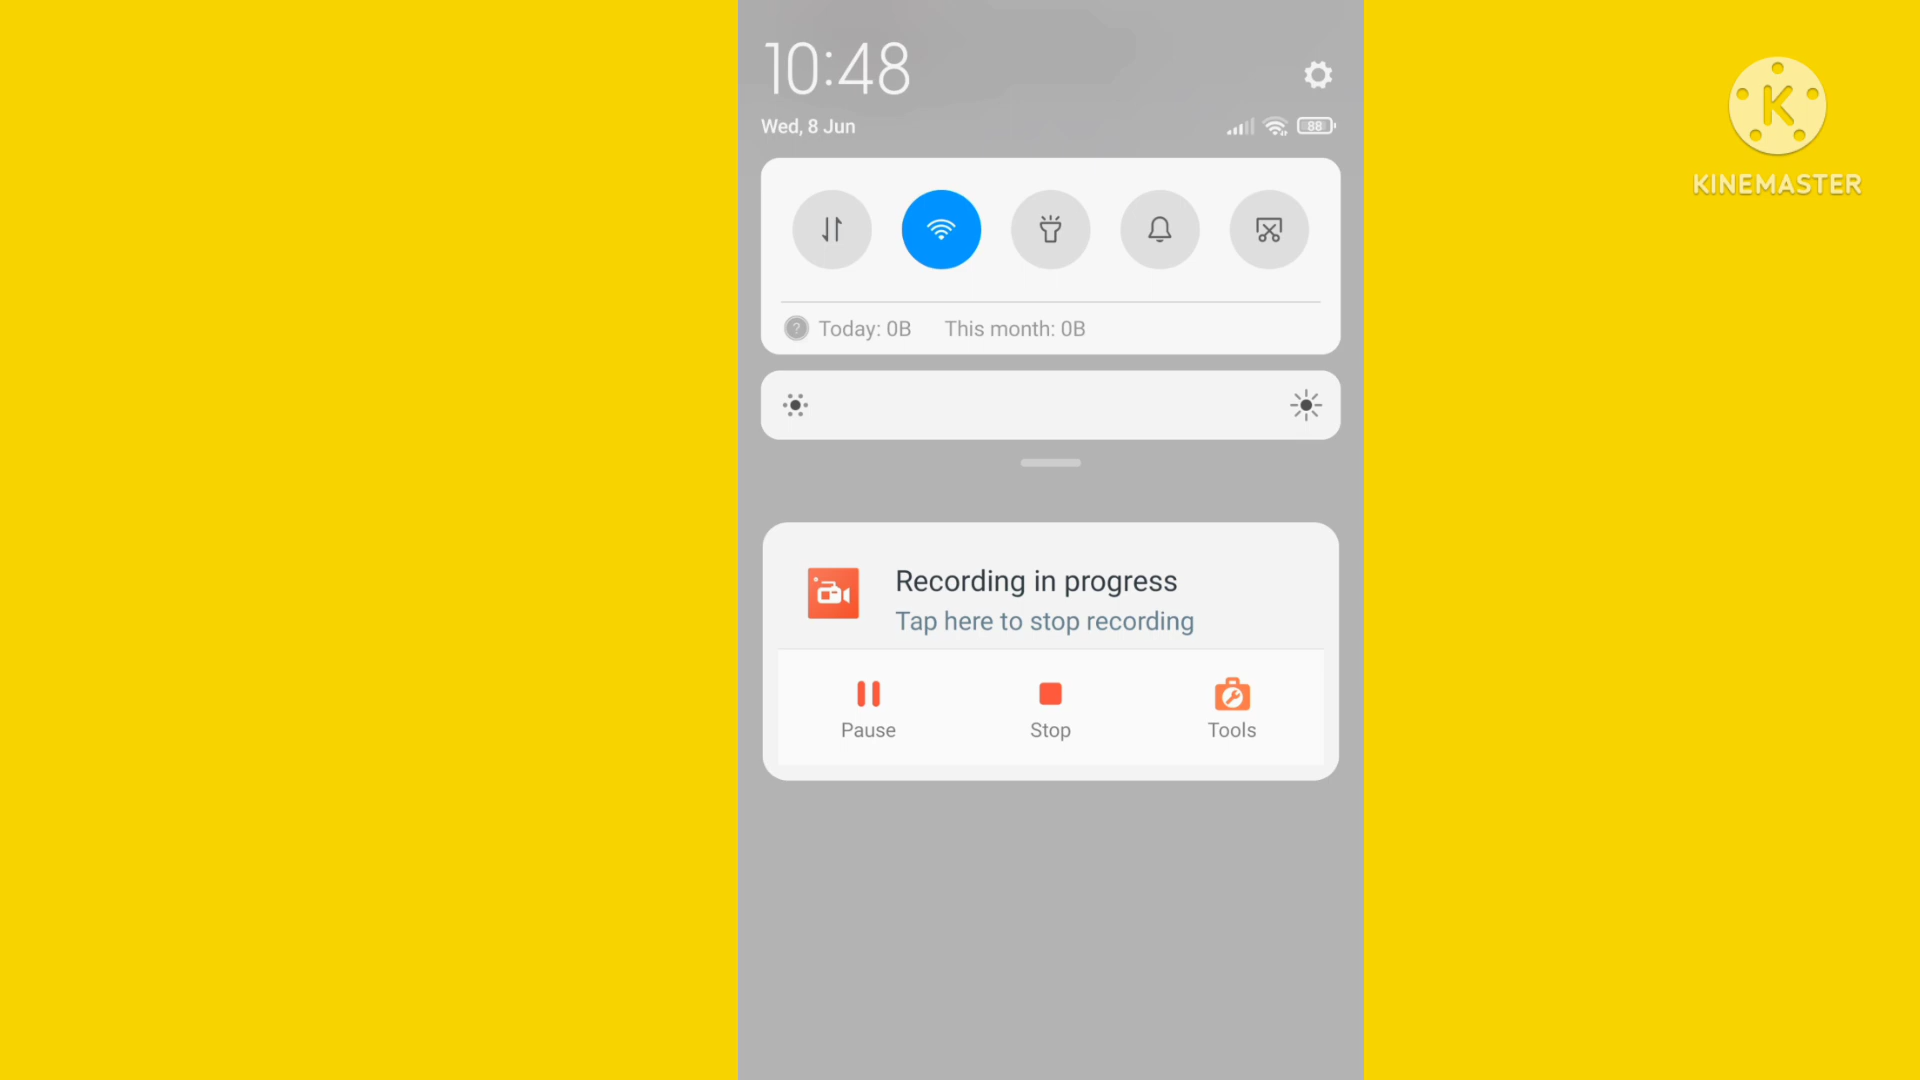 10:48
Wed, 8 Jun
88
K
KINEMASTER
Today: 0B This month: 0B
Recording in progress
Tap here to stop recording
Pause Stop Tools